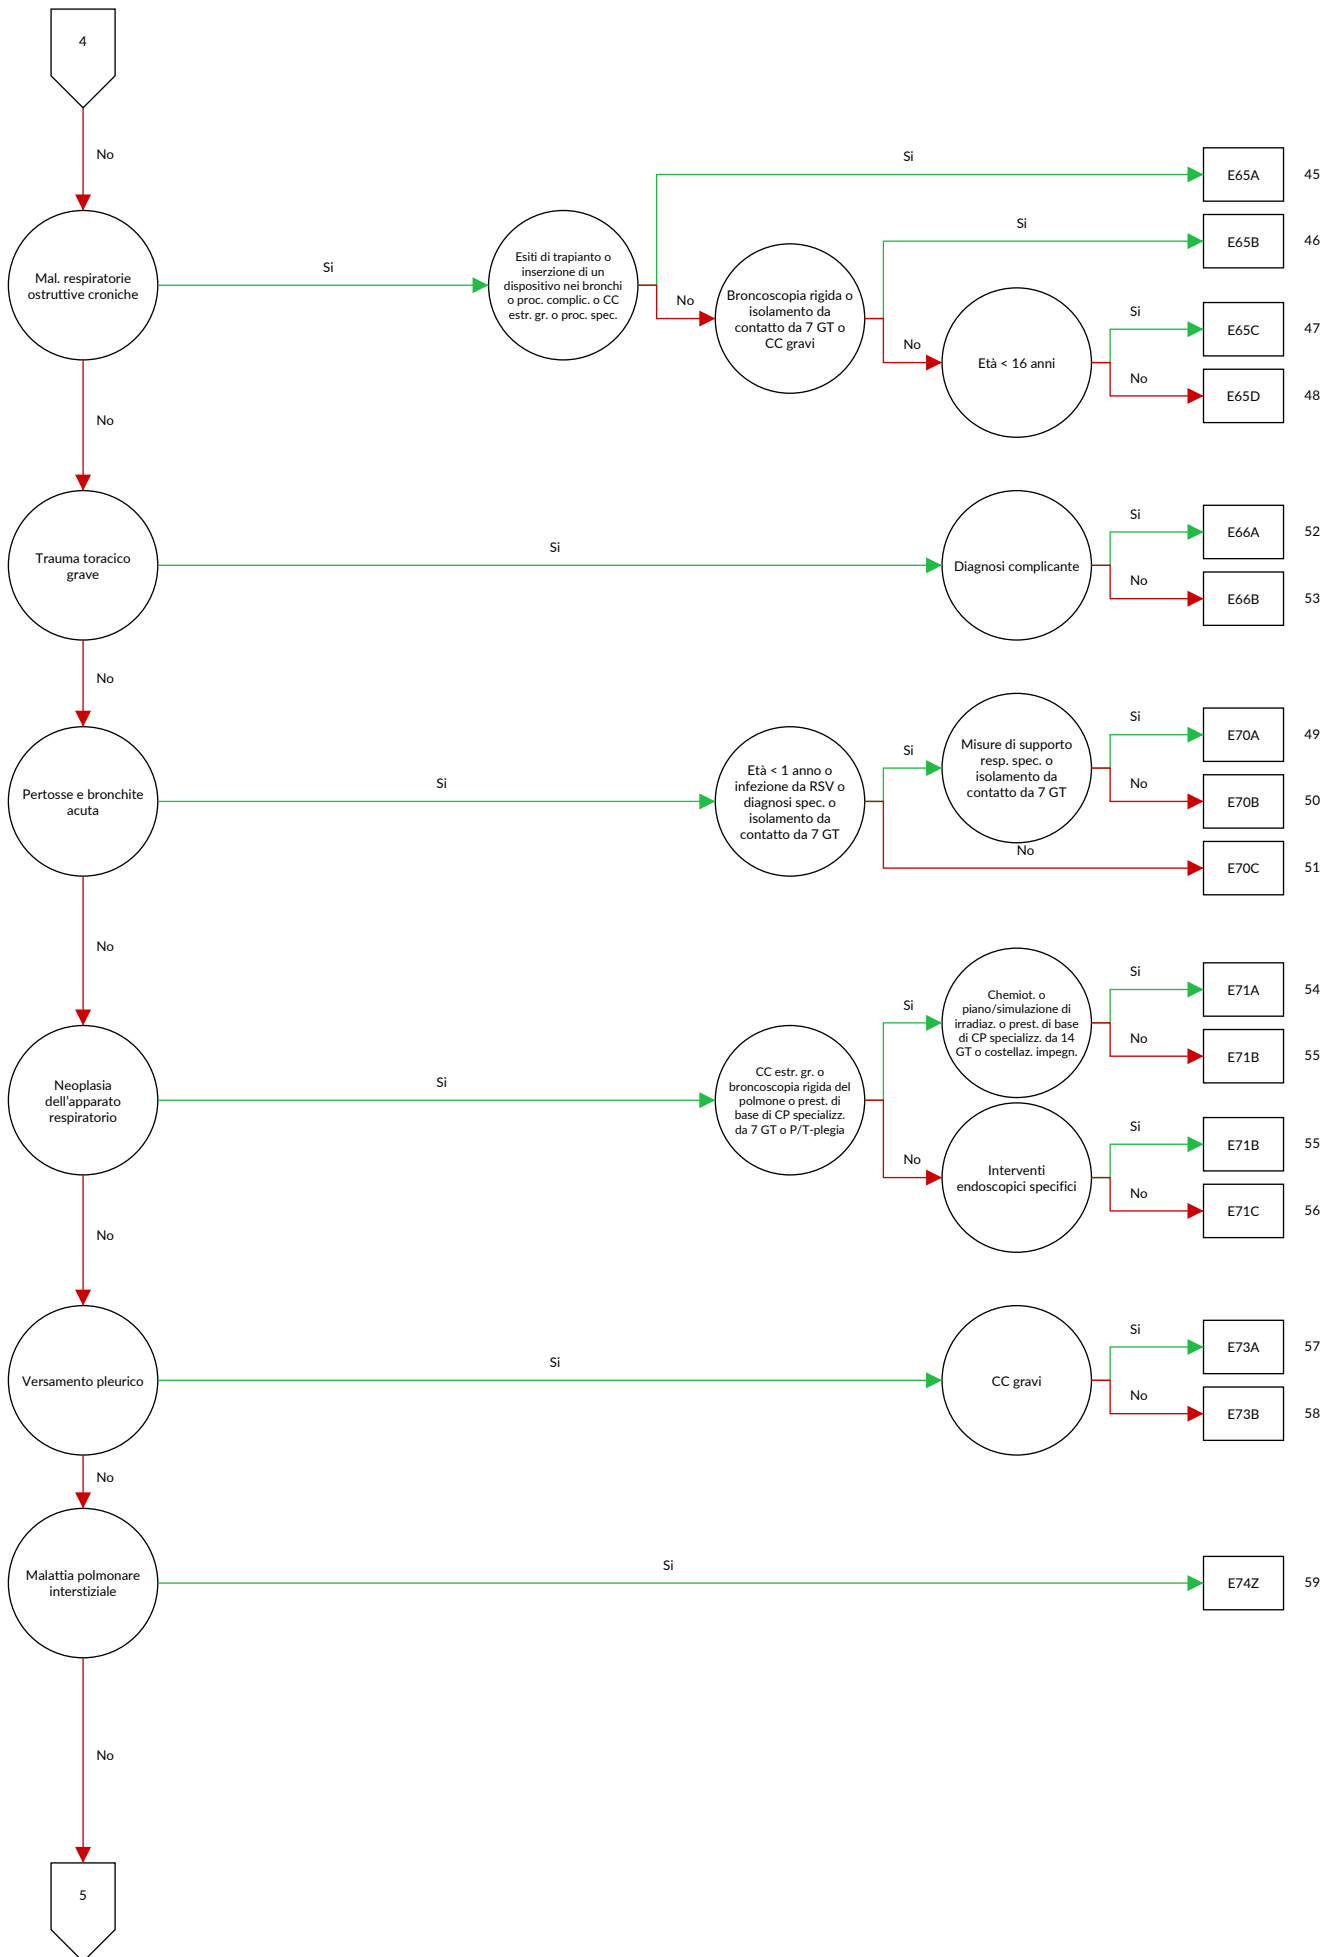 4
No
Mal. respiratorie
ostruttive croniche
Si
Esiti di trapianto o
inserzione di un
dispositivo nei bronchi
o proc. complic. o CC
estr. gr. o proc. spec.
Si
E65A
45
No
Broncoscopia rigida o
isolamento da
contatto da 7 GT o
CC gravi
Si
E65B
46
No
Età < 16 anni
Si
E65C
47
No
E65D
48
No
Trauma toracico
grave
Si
Diagnosi complicante
Si
E66A
52
No
E66B
53
No
Pertosse e bronchite
acuta
Si
Età < 1 anno o
infezione da RSV o
diagnosi spec. o
isolamento da
contatto da 7 GT
Si
Misure di supporto
resp. spec. o
isolamento da
contatto da 7 GT
Si
E70A
49
No
E70B
50
No
E70C
51
No
Neoplasia
dell'apparato
respiratorio
Si
CC estr. gr. o
broncoscopia rigida del
polmone o prest. di
base di CP specializz.
da 7 GT o P/T-plegia
Si
Chemiot. o
piano/simulazione di
irradiaz. o prest. di base
di CP specializz. da 14
GT o costellaz. impegn.
Si
E71A
54
No
E71B
55
No
Interventi
endoscopici specifici
Si
E71B
55
No
E71C
56
No
Versamento pleurico
Si
CC gravi
Si
E73A
57
No
E73B
58
No
Malattia polmonare
interstiziale
Si
E74Z
59
No
5